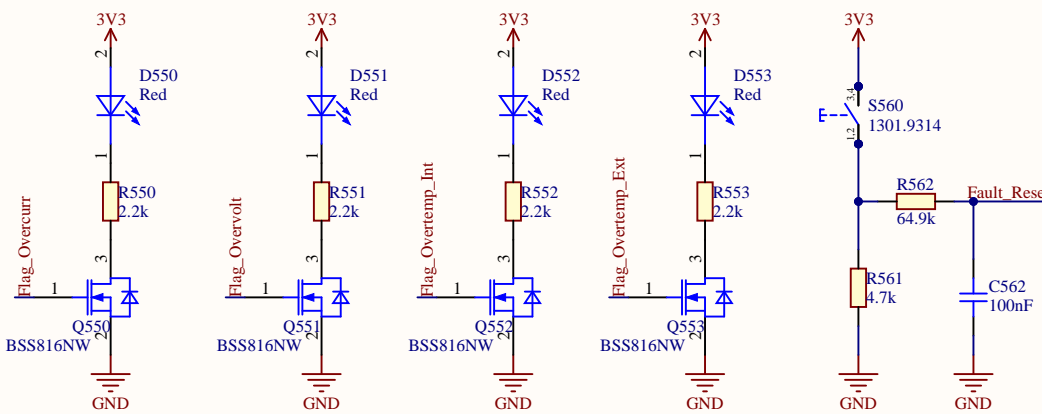 3V3
3V3
3V3
3V3
3V3
2
2
2
2
D550
Red
D551
Red
D552
Red
D553
Red
3,4
S560
1301.9314
1,2
1
1
1
1
R550
2.2k
R551
2.2k
R552
2.2k
R553
2.2k
R562
64.9k
Fault_Rese
Flag_Overcurr
Flag_Overvolt
Flag_Overtemp_Int
Flag_Overtemp_Ext
3
3
3
3
1
1
1
1
R561
4.7k
C562
100nF
Q550
Q551
Q552
Q553
2
2
2
2
BSS816NW
BSS816NW
BSS816NW
BSS816NW
GND
GND
GND
GND
GND
GND